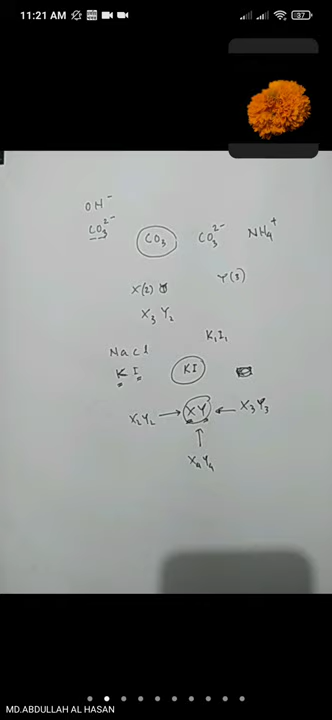 11:21 AM
37
OH⁻
CO₃²⁻ CO₃ CO₃²⁻ NH₄⁺
X(2) Y(3)
X₃Y₂
K₁I₁
NaCl
KI KI
X₂Y₂ → XY ← X₃Y₃
↑
X₄Y₄
MD.ABDULLAH AL HASAN